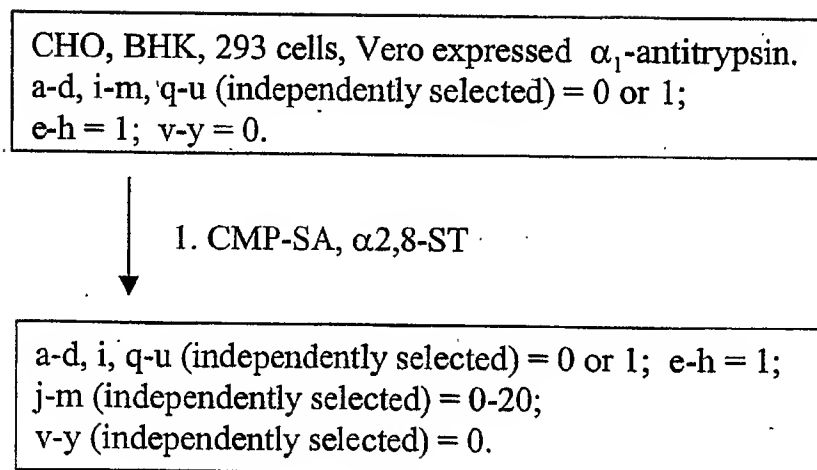 CHO, BHK, 293 cells, Vero expressed α₁-antitrypsin.
a-d, i-m, q-u (independently selected) = 0 or 1;
e-h = 1; v-y = 0.
1. CMP-SA, α2,8-ST
a-d, i, q-u (independently selected) = 0 or 1; e-h = 1;
j-m (independently selected) = 0-20;
v-y (independently selected) = 0.